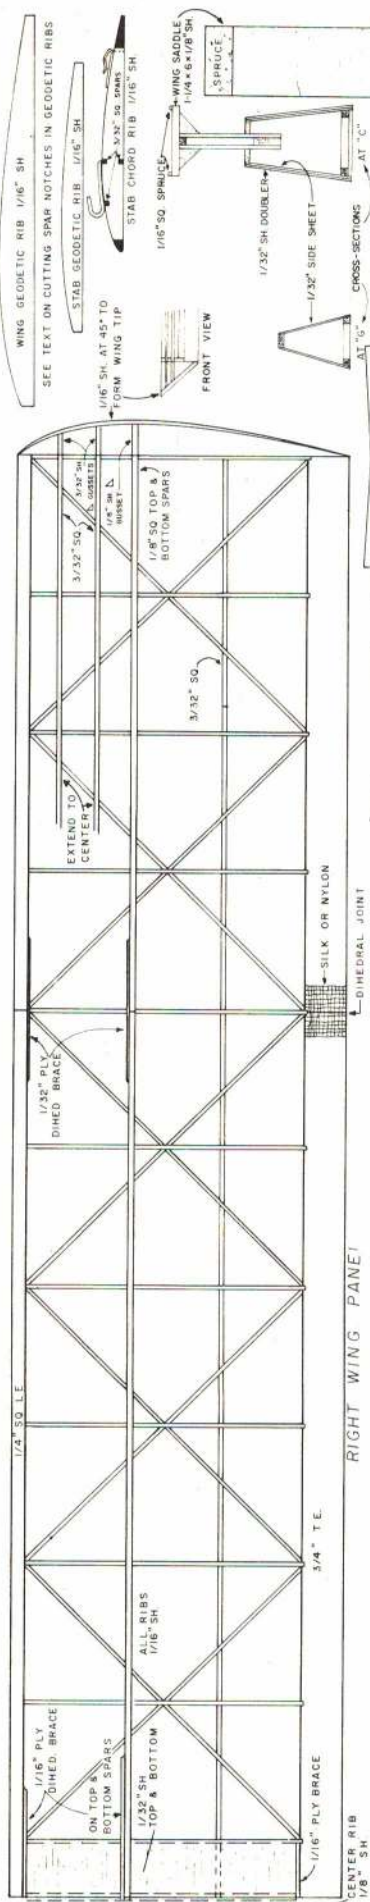 WING GEODETIC RIB 1/16" SH
SEE TEXT ON CUTTING SPAR NOTCHES IN GEODETIC RIBS
STAB GEODETIC RIB 1/16" SH
3/32" SQ. SPARS
STAB CHORD RIB 1/16" SH.
1/16" SQ. SPRUCE
WING SADDLE
1-1/4 x 6 x 1/8" SH.
SPRUCE
1/32" SH. DOUBLER
1/32" SIDE SHEET
AT "G"
CROSS-SECTIONS
AT "C"
1/16" SH. AT 45° TO
FORM WING TIP
FRONT VIEW
3/32" SH
GUSSETS
3/32" SQ.
1/8" SH
GUSSET
1/8" SQ TOP &
BOTTOM SPARS
3/32" SQ.
EXTEND TO
CENTER
1/32" PLY
DIHED BRACE
SILK OR NYLON
DIHEDRAL JOINT
1/4" SQ L.E.
RIGHT WING PANEL
3/4" T.E.
ALL RIBS
1/16" SH
1/16" PLY
DIHED. BRACE
ON TOP &
BOTTOM SPARS
1/32" SH
TOP & BOTTOM
1/16" PLY BRACE
CENTER RIB
1/8" SH